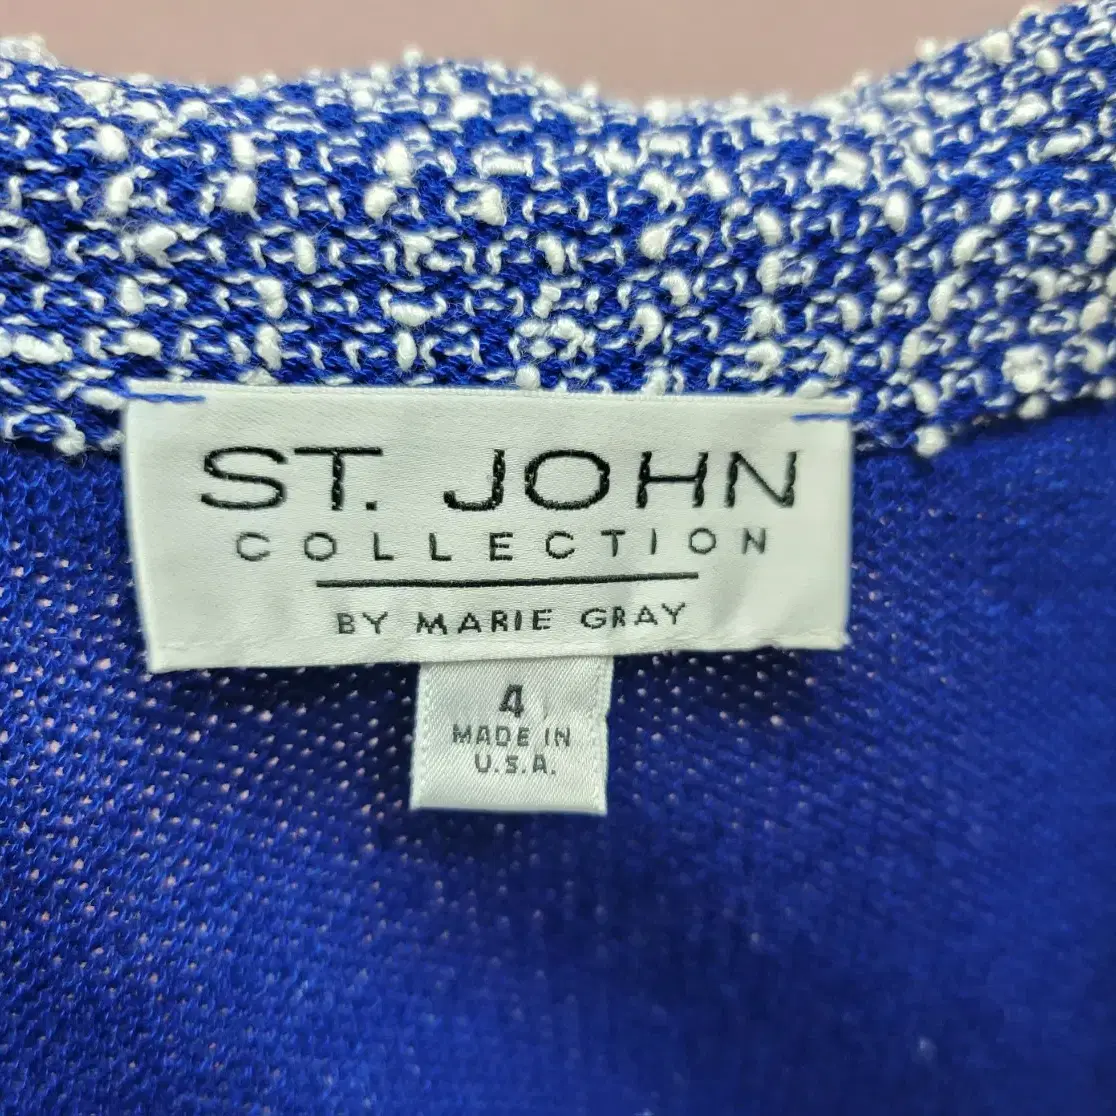 ST. JOHN
COLLECTION
BY MARIE GRAY
4
MADE IN
U.S.A.